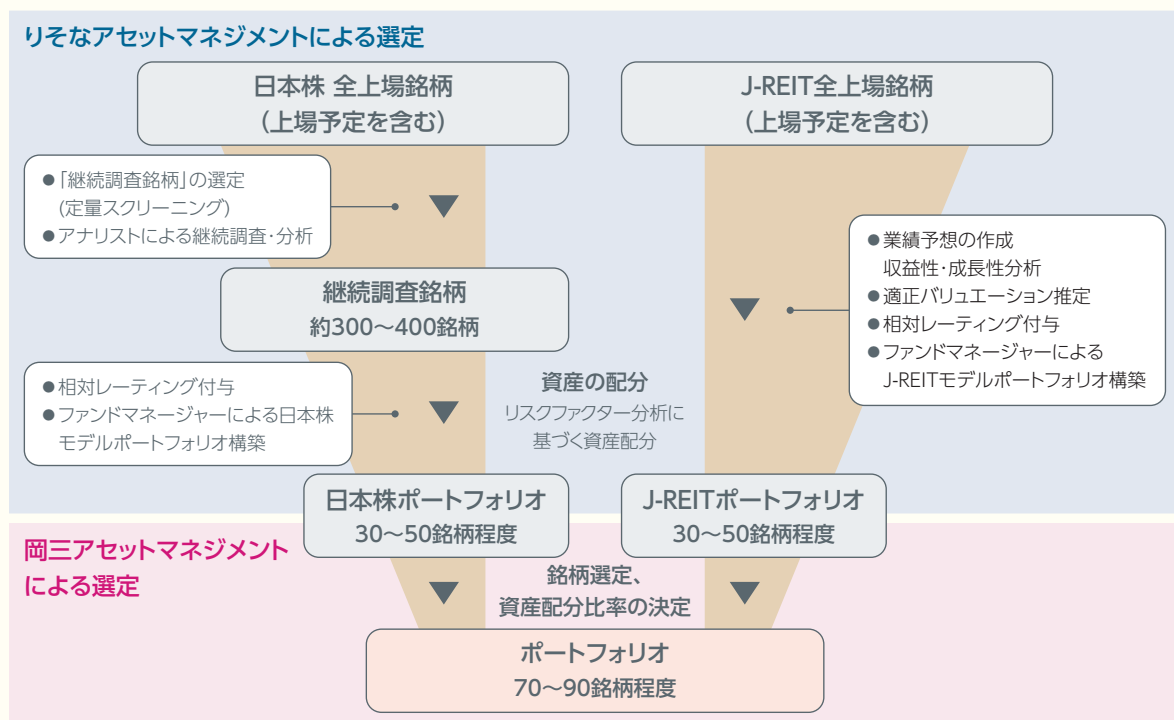 りそなアセットマネジメントによる選定
日本株 全上場銘柄
(上場予定を含む)
J-REIT全上場銘柄
(上場予定を含む)
●「継続調査銘柄」の選定
(定量スクリーニング)
●アナリストによる継続調査・分析
●業績予想の作成
収益性・成長性分析
●適正バリュエーション推定
●相対レーティング付与
●ファンドマネージャーによる
J-REITモデルポートフォリオ構築
継続調査銘柄
約300～400銘柄
●相対レーティング付与
●ファンドマネージャーによる日本株
モデルポートフォリオ構築
資産の配分
リスクファクター分析に
基づく資産配分
日本株ポートフォリオ
30～50銘柄程度
J-REITポートフォリオ
30～50銘柄程度
岡三アセットマネジメント
による選定
銘柄選定、
資産配分比率の決定
ポートフォリオ
70～90銘柄程度